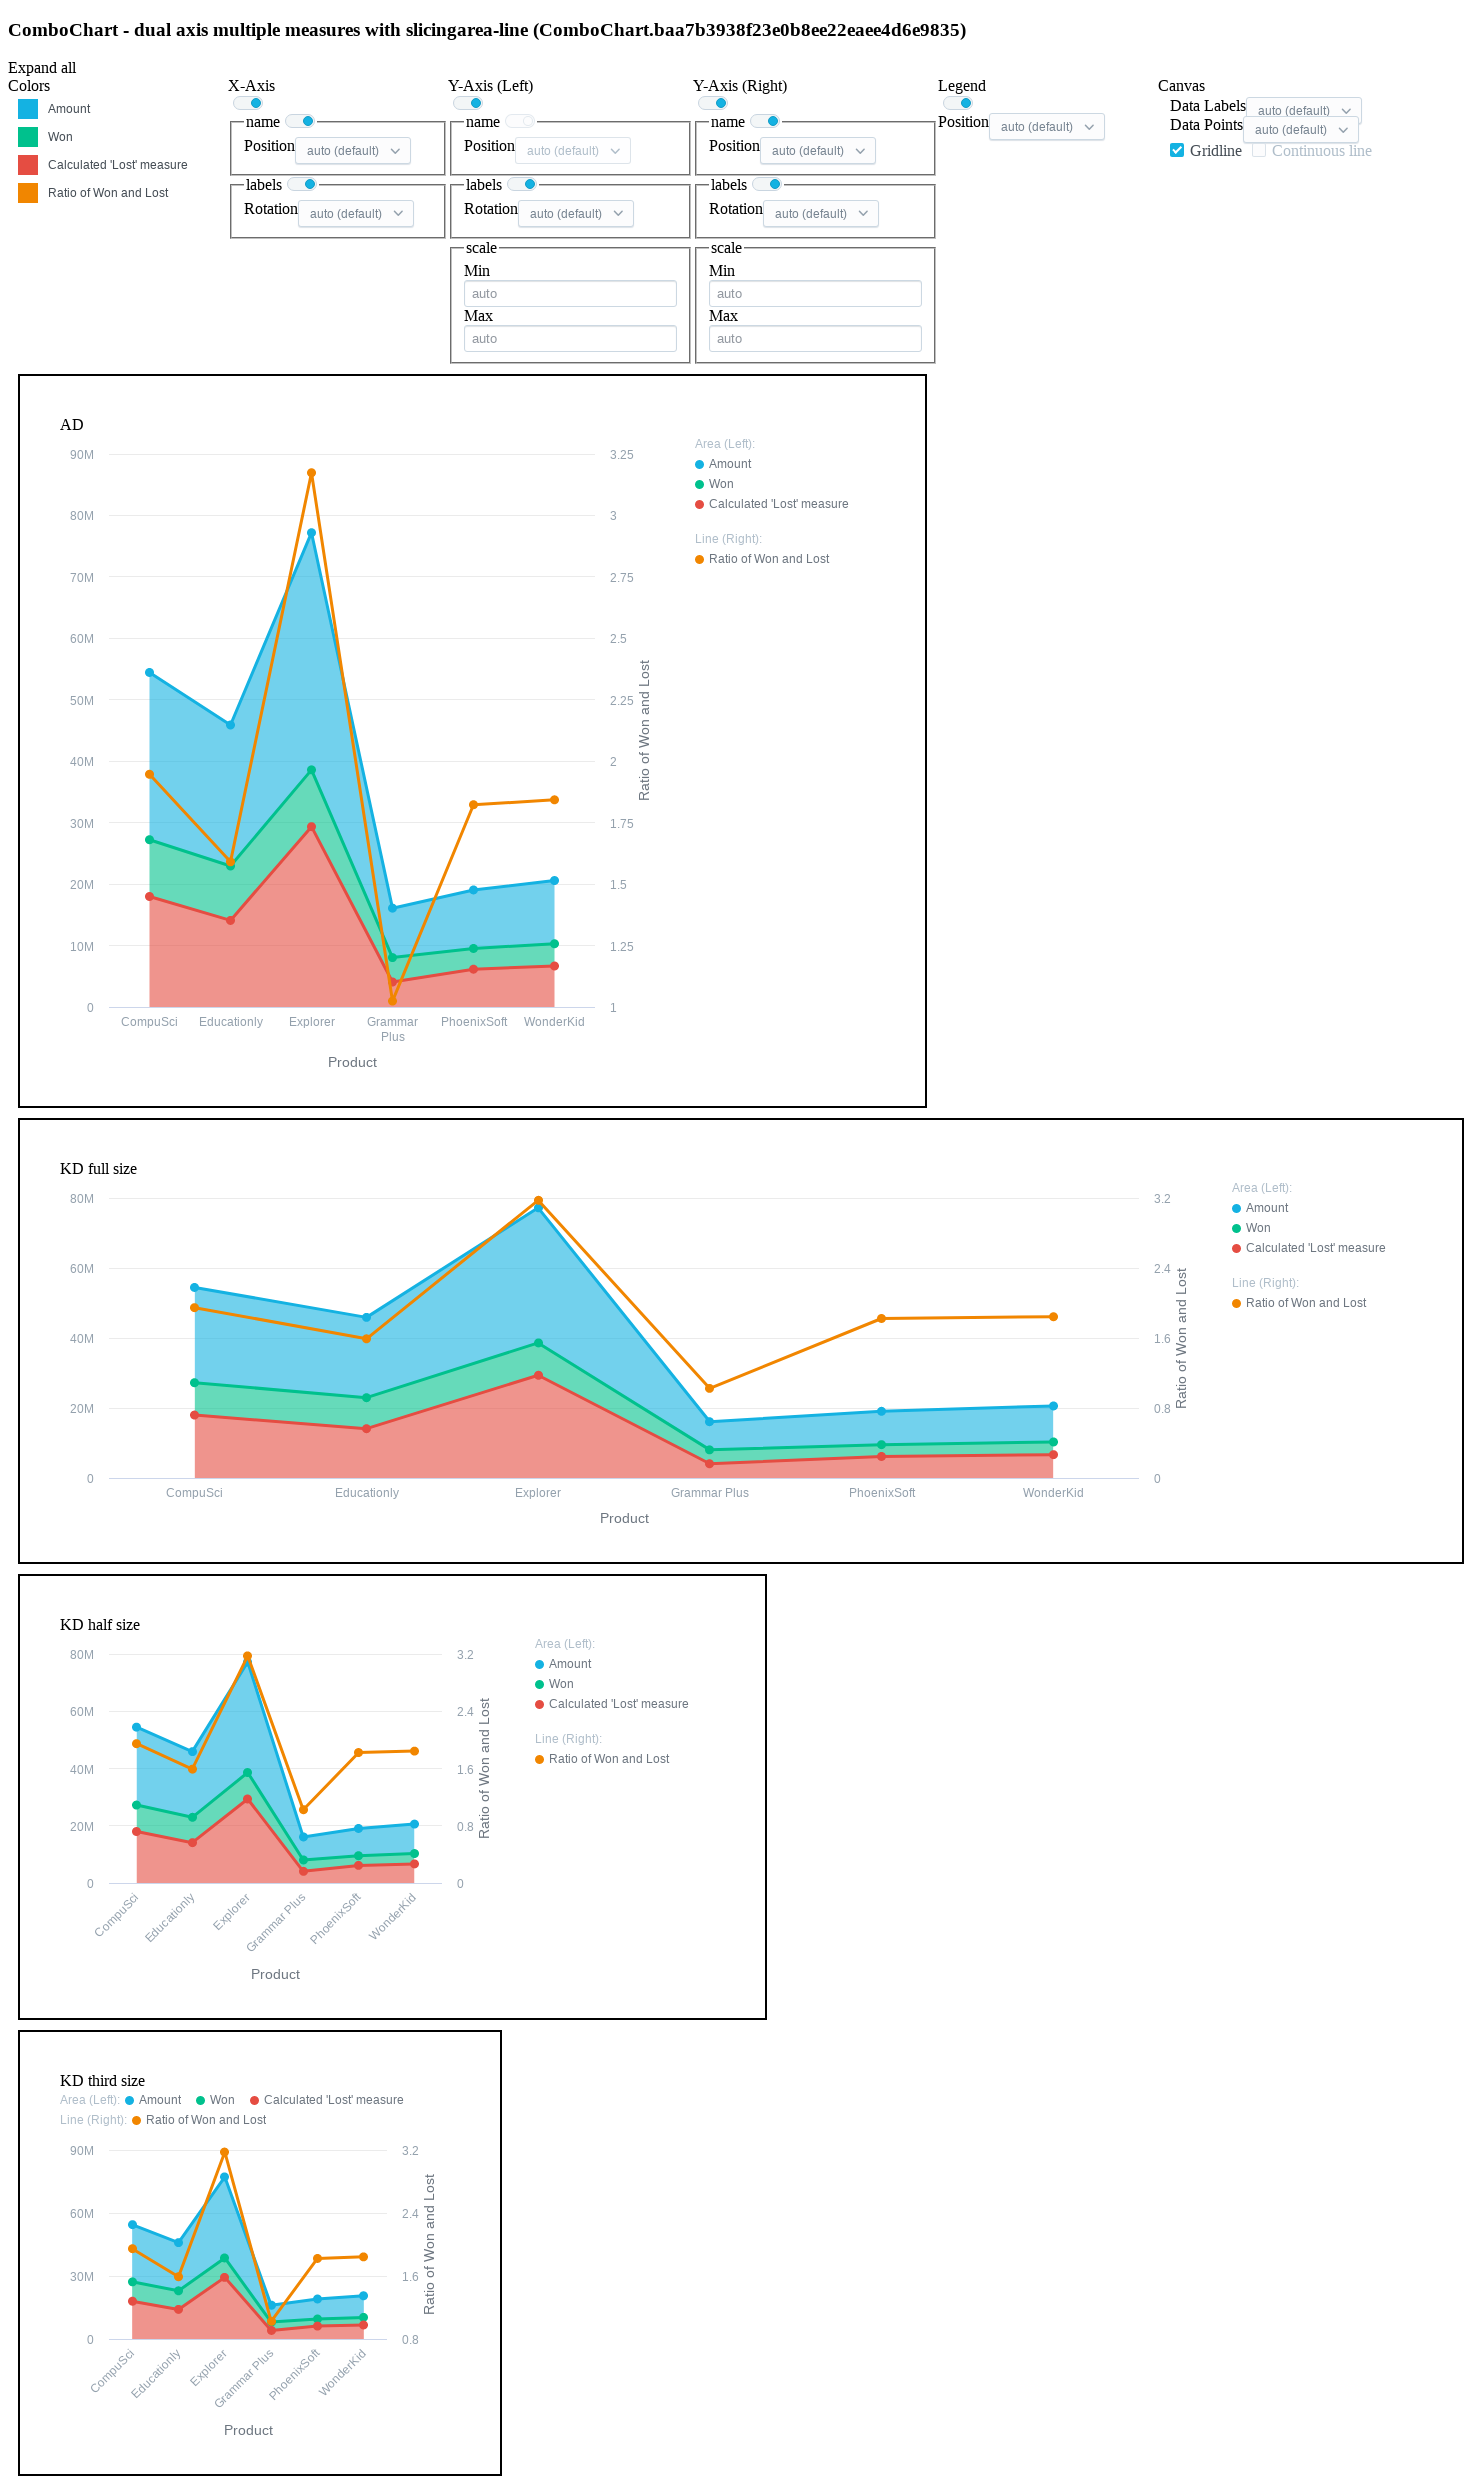 ComboChart - dual axis multiple measures with slicingarea-line (ComboChart.baa7b3938f23e0b8ee22eaee4d6e9835)
Expand all
Colors
Amount
Won
Calculated 'Lost' measure
Ratio of Won and Lost
X-Axis
name
Position auto (default)
labels
Rotation auto (default)
Y-Axis (Left)
name
Position auto (default)
labels
Rotation auto (default)
scale
Min
auto
Max
auto
Y-Axis (Right)
name
Position auto (default)
labels
Rotation auto (default)
scale
Min
auto
Max
auto
Legend
Position auto (default)
Canvas
Data Labels auto (default)
Data Points auto (default)
Gridline Continuous line
AD
90M
80M
70M
60M
50M
40M
30M
20M
10M
0
3.25
3
2.75
2.5
2.25
2
1.75
1.5
1.25
1
Ratio of Won and Lost
CompuSci
Educationly
Explorer
Grammar
Plus
PhoenixSoft
WonderKid
Product
Area (Left):
Amount
Won
Calculated 'Lost' measure
Line (Right):
Ratio of Won and Lost
KD full size
80M
60M
40M
20M
0
3.2
2.4
1.6
0.8
0
Ratio of Won and Lost
CompuSci
Educationly
Explorer
Grammar Plus
PhoenixSoft
WonderKid
Product
Area (Left):
Amount
Won
Calculated 'Lost' measure
Line (Right):
Ratio of Won and Lost
KD half size
80M
60M
40M
20M
0
3.2
2.4
1.6
0.8
0
Ratio of Won and Lost
CompuSci
Educationly
Explorer
Grammar Plus
PhoenixSoft
WonderKid
Product
Area (Left):
Amount
Won
Calculated 'Lost' measure
Line (Right):
Ratio of Won and Lost
KD third size
Area (Left): Amount Won Calculated 'Lost' measure
Line (Right): Ratio of Won and Lost
90M
60M
30M
0
3.2
2.4
1.6
0.8
Ratio of Won and Lost
CompuSci
Educationly
Explorer
Grammar Plus
PhoenixSoft
WonderKid
Product